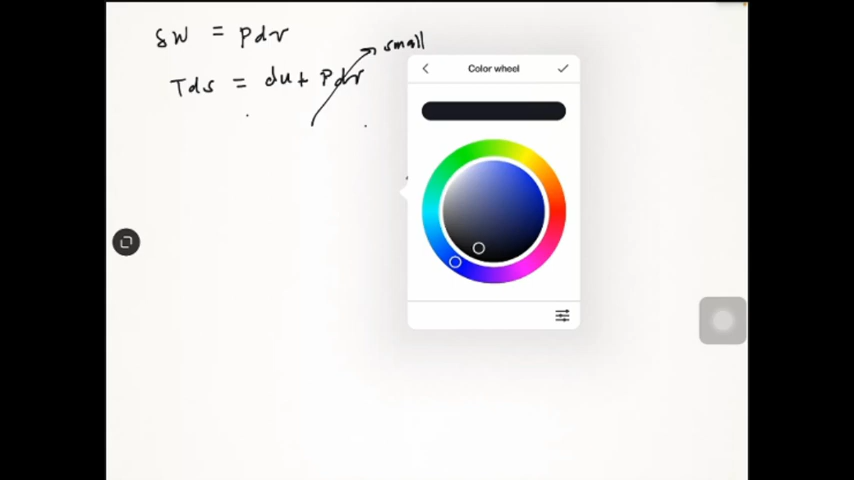 δW = pdv
small
Tds = du + Pdv
Color wheel